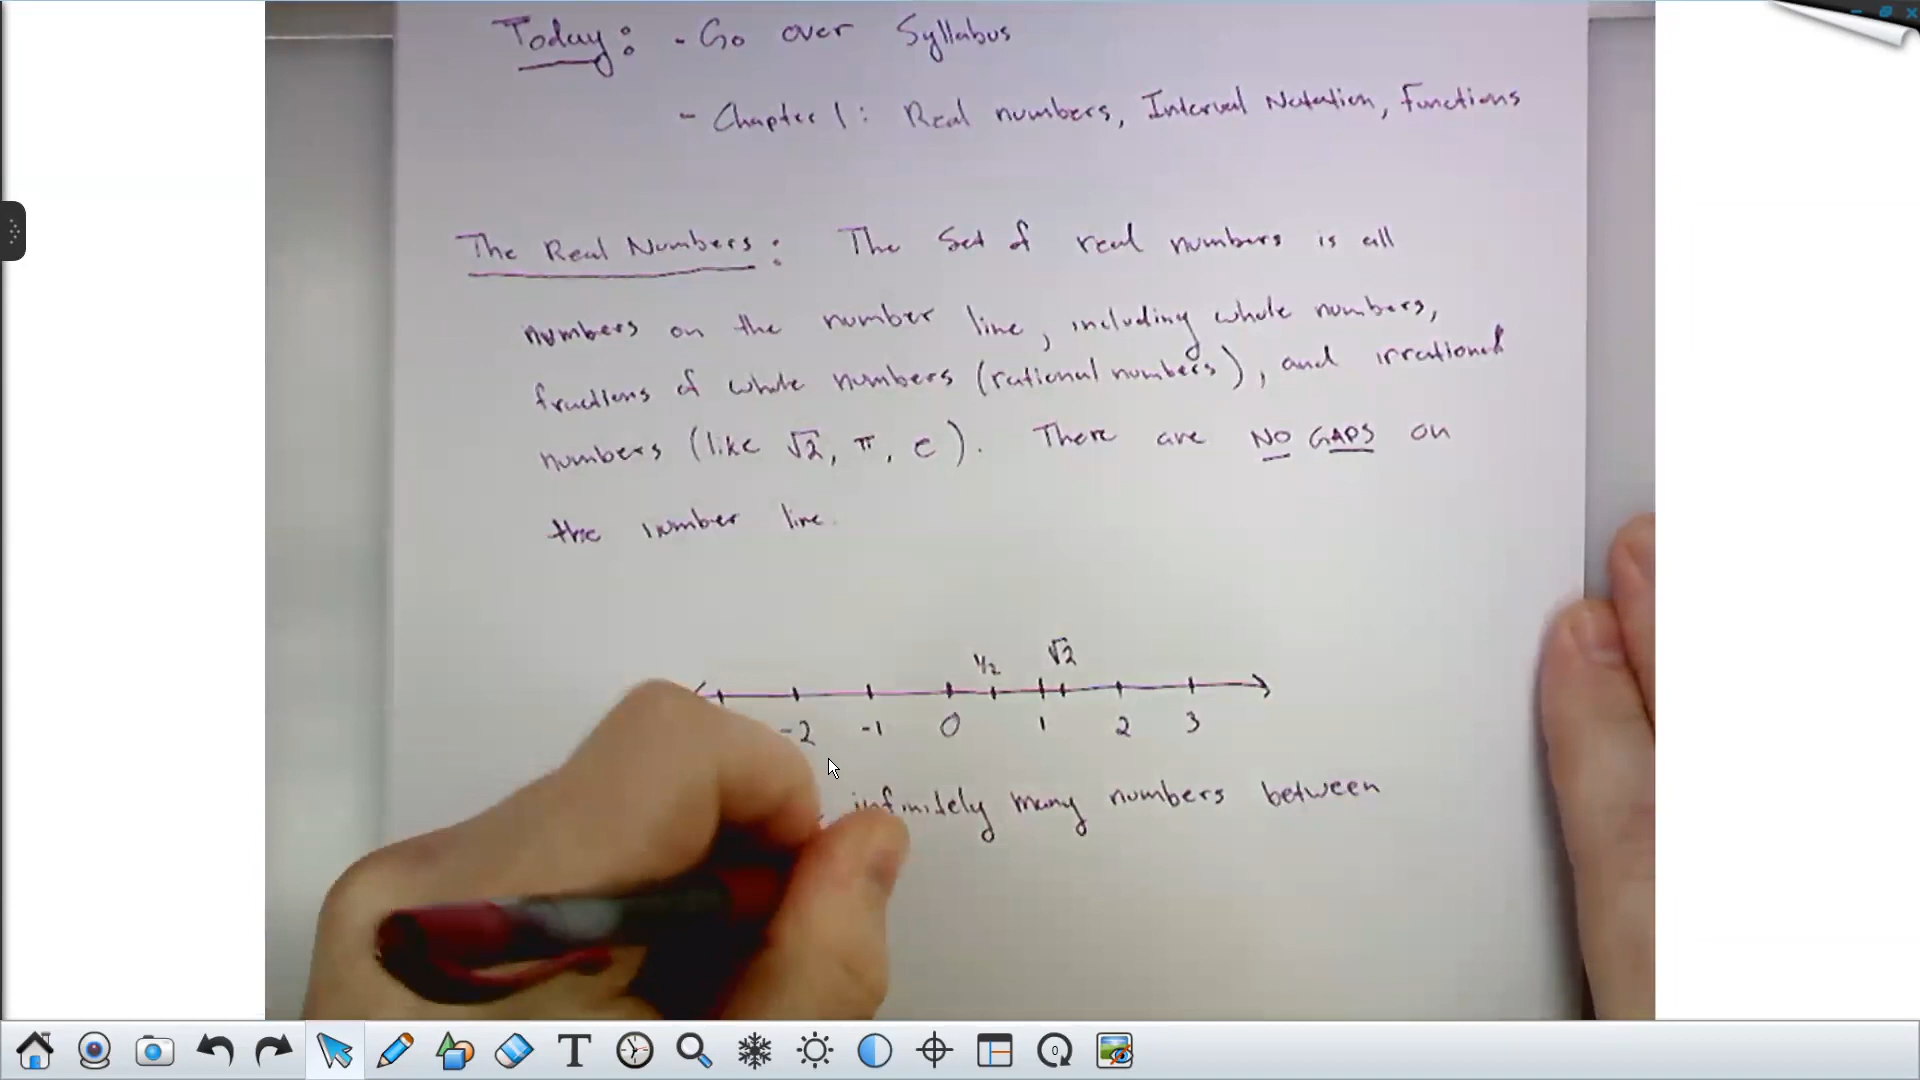 Today: - Go over Syllabus
- Chapter 1: Real numbers, Interval Notation, Functions
The Real Numbers: The set of real numbers is all
numbers on the number line, including whole numbers,
fractions of whole numbers (rational numbers), and irrational
numbers (like √2, π, e). There are NO GAPS on
the number line.
1/2 √2
-2 -1 0 1 2 3
infinitely many numbers between
T 0